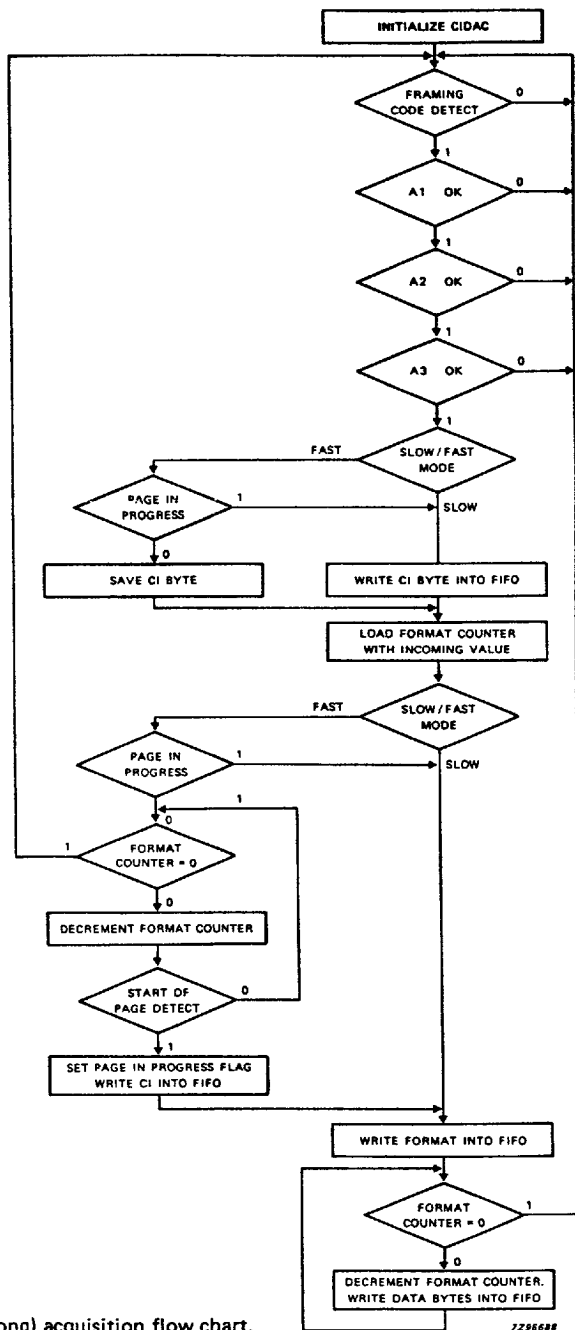 INITIALIZE CIDAC
FRAMING
CODE DETECT
0
1
A1 OK
0
1
A2 OK
0
1
A3 OK
0
1
SLOW/FAST
MODE
FAST
SLOW
PAGE IN
PROGRESS
1
0
SAVE CI BYTE
WRITE CI BYTE INTO FIFO
LOAD FORMAT COUNTER
WITH INCOMING VALUE
SLOW/FAST
MODE
FAST
SLOW
PAGE IN
PROGRESS
1
0
1
FORMAT
COUNTER = 0
1
0
DECREMENT FORMAT COUNTER
START OF
PAGE DETECT
0
1
SET PAGE IN PROGRESS FLAG
WRITE CI INTO FIFO
WRITE FORMAT INTO FIFO
FORMAT
COUNTER = 0
1
0
DECREMENT FORMAT COUNTER.
WRITE DATA BYTES INTO FIFO
ong) acquisition flow chart.
7Z96688